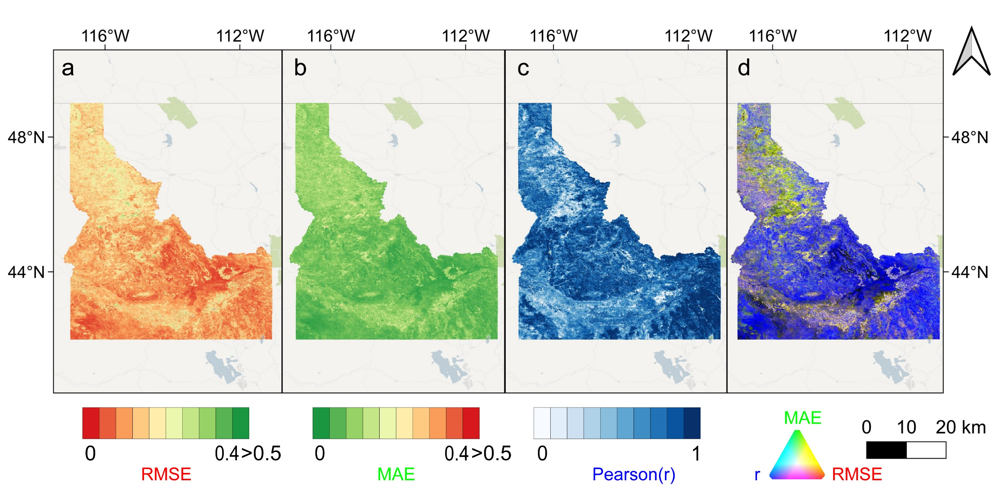 116°W 112°W 116°W 112°W 116°W 112°W 116°W 112°W
a b c d
48°N 48°N
44°N 44°N
0 0.4>0.5 0 0.4>0.5 0 1
RMSE MAE Pearson(r)
MAE
r RMSE
0 10 20 km